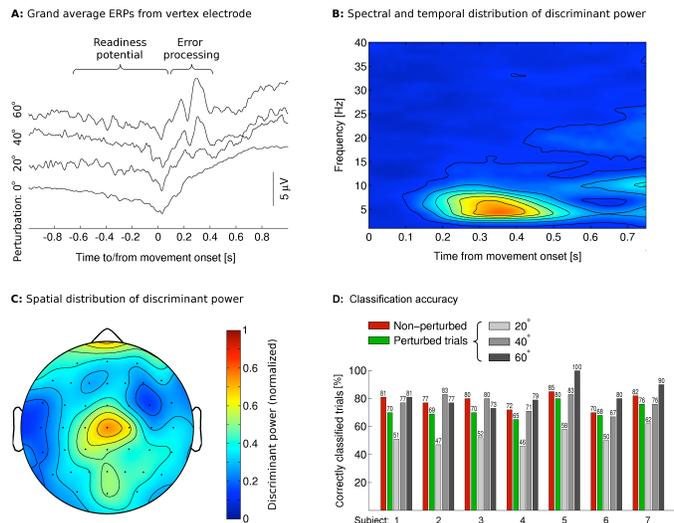 A: Grand average ERPs from vertex electrode
Readiness
potential
Error
processing
Perturbation: 0° 20° 40° 60°
5 µV
-0.8 -0.6 -0.4 -0.2 0 0.2 0.4 0.6 0.8
Time to/from movement onset [s]
B: Spectral and temporal distribution of discriminant power
Frequency [Hz]
40
35
30
25
20
15
10
5
0 0.1 0.2 0.3 0.4 0.5 0.6 0.7
Time from movement onset [s]
C: Spatial distribution of discriminant power
1
0.8
0.6
0.4
0.2
0
Discriminant power (normalized)
D: Classification accuracy
Non-perturbed
Perturbed trials
20°
40°
60°
Correctly classified trials [%]
100
80
60
40
20
81 70 51 77 81
77 69 47 83 77
80 70 52 80 73
72 65 46 71 79
85 80 58 83 100
70 68 50 67 80
82 76 62 76 90
Subject: 1 2 3 4 5 6 7